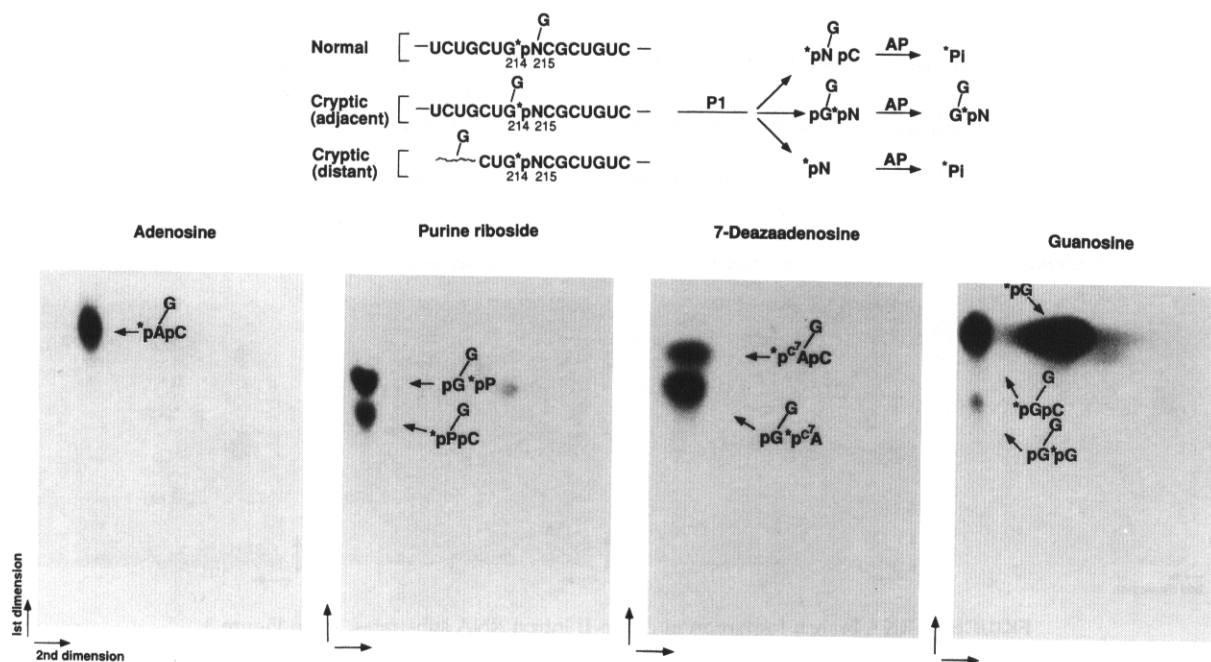 G
Normal
—UCUGCUG*pNCGCUGUC—
214 215
G
*pN pC
AP
*Pi
Cryptic
(adjacent)
G
—UCUGCUG*pNCGCUGUC—
214 215
P1
G
pG*pN
AP
G
G*pN
Cryptic
(distant)
G
CUG*pNCGCUGUC—
214 215
*pN
AP
*Pi
Adenosine
Purine riboside
7-Deazaadenosine
Guanosine
G
*pApC
G
pG*pP
G
*pPpC
G
*pc7ApC
G
pG*pc7A
*pG
G
*pGpC
G
pG*pG
Ist dimension
2nd dimension